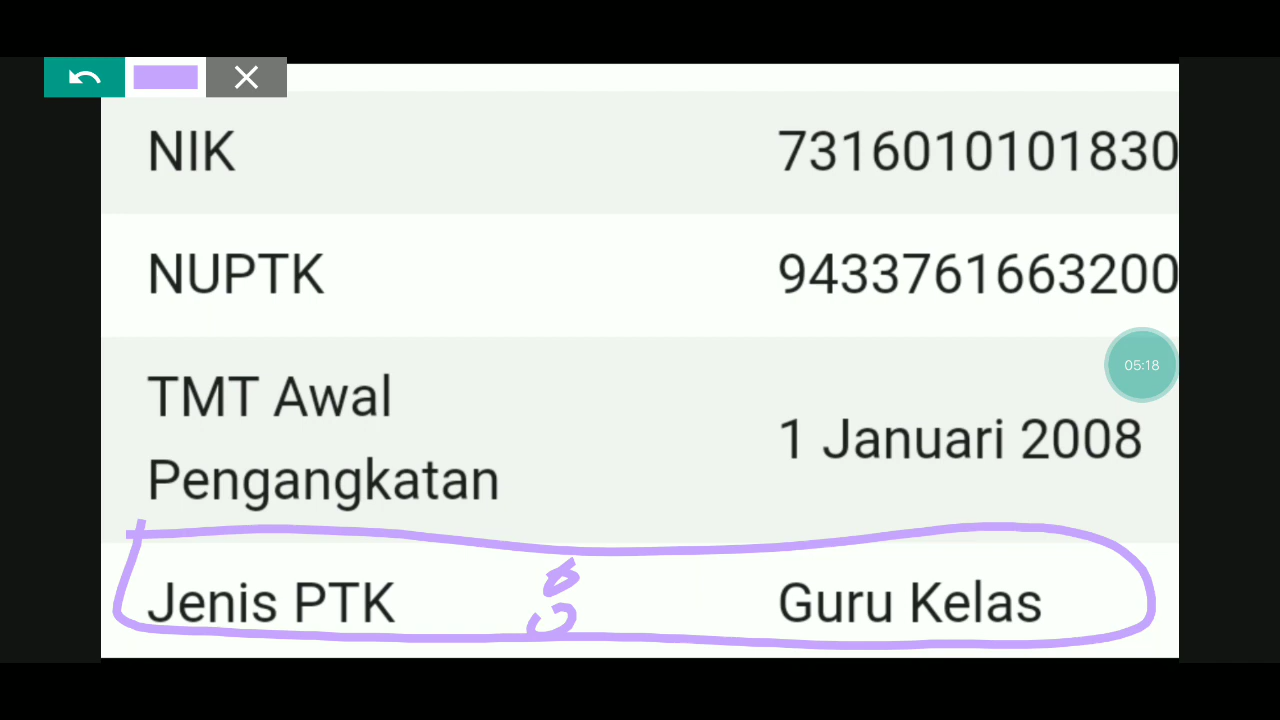 NIK 7316010101830
NUPTK 9433761663200
TMT Awal
Pengangkatan 1 Januari 2008
05:18
Jenis PTK : Guru Kelas